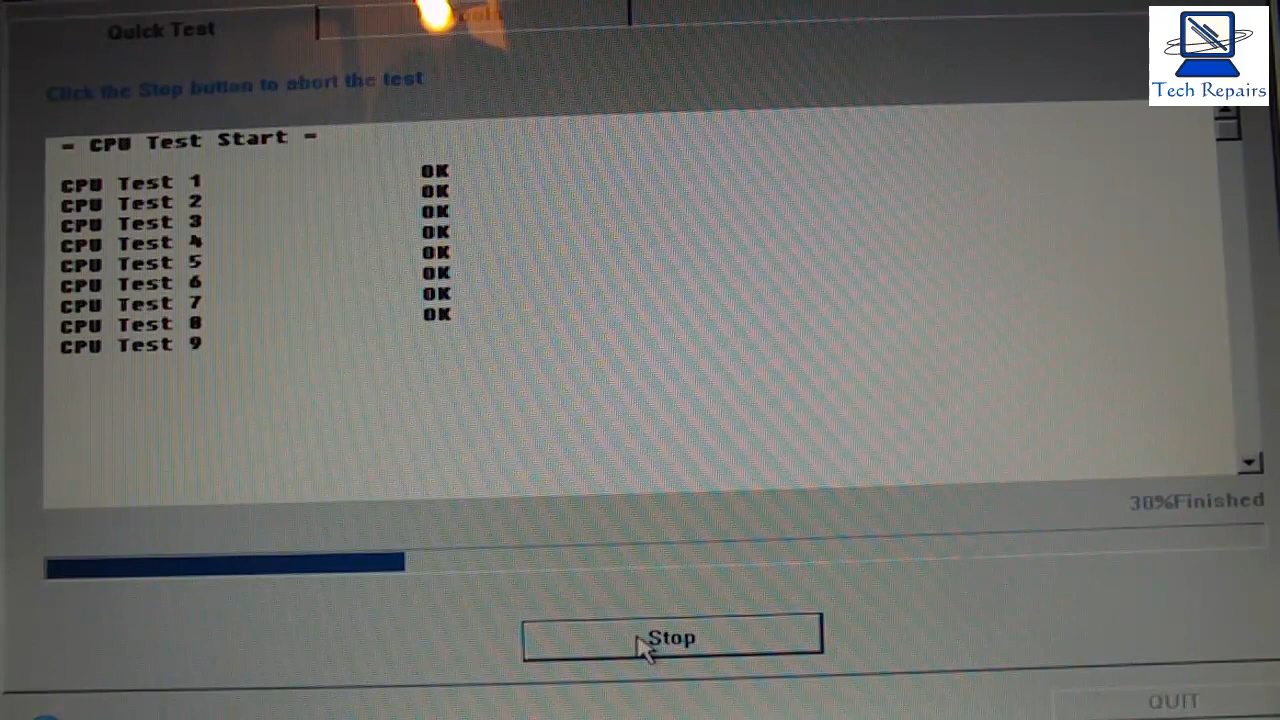 Quick Test
Tech Repairs
Click the Stop button to abort the test
= CPU Test Start =
CPU Test 1 OK
CPU Test 2 OK
CPU Test 3 OK
CPU Test 4 OK
CPU Test 5 OK
CPU Test 6 OK
CPU Test 7 OK
CPU Test 8 OK
CPU Test 9
30%Finished
Stop
QUIT